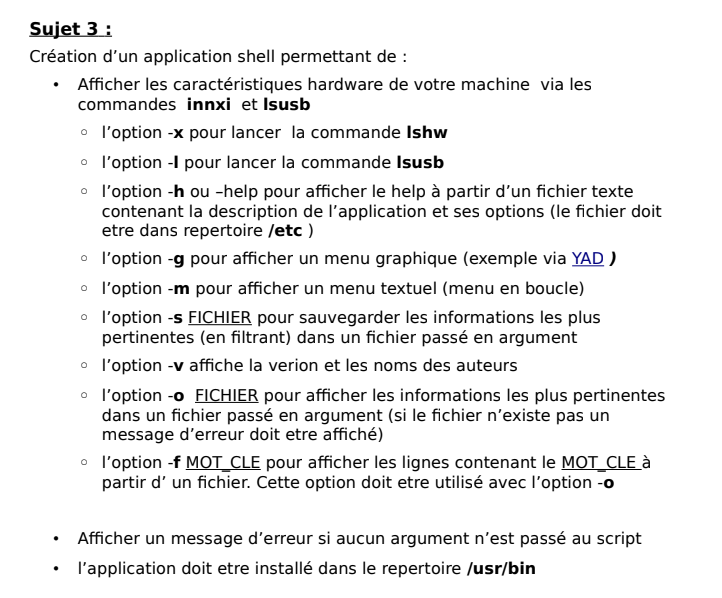 Sujet 3 :
Création d’un application shell permettant de :
• Afficher les caractéristiques hardware de votre machine via les
commandes innxi et lsusb
○ l’option -x pour lancer la commande lshw
○ l’option -l pour lancer la commande lsusb
○ l’option -h ou –help pour afficher le help à partir d’un fichier texte
contenant la description de l’application et ses options (le fichier doit
etre dans repertoire /etc )
○ l’option -g pour afficher un menu graphique (exemple via YAD )
○ l’option -m pour afficher un menu textuel (menu en boucle)
○ l’option -s FICHIER pour sauvegarder les informations les plus
pertinentes (en filtrant) dans un fichier passé en argument
○ l’option -v affiche la verion et les noms des auteurs
○ l’option -o FICHIER pour afficher les informations les plus pertinentes
dans un fichier passé en argument (si le fichier n’existe pas un
message d’erreur doit etre affiché)
○ l’option -f MOT_CLE pour afficher les lignes contenant le MOT_CLE à
partir d’ un fichier. Cette option doit etre utilisé avec l’option -o
• Afficher un message d’erreur si aucun argument n’est passé au script
• l’application doit etre installé dans le repertoire /usr/bin